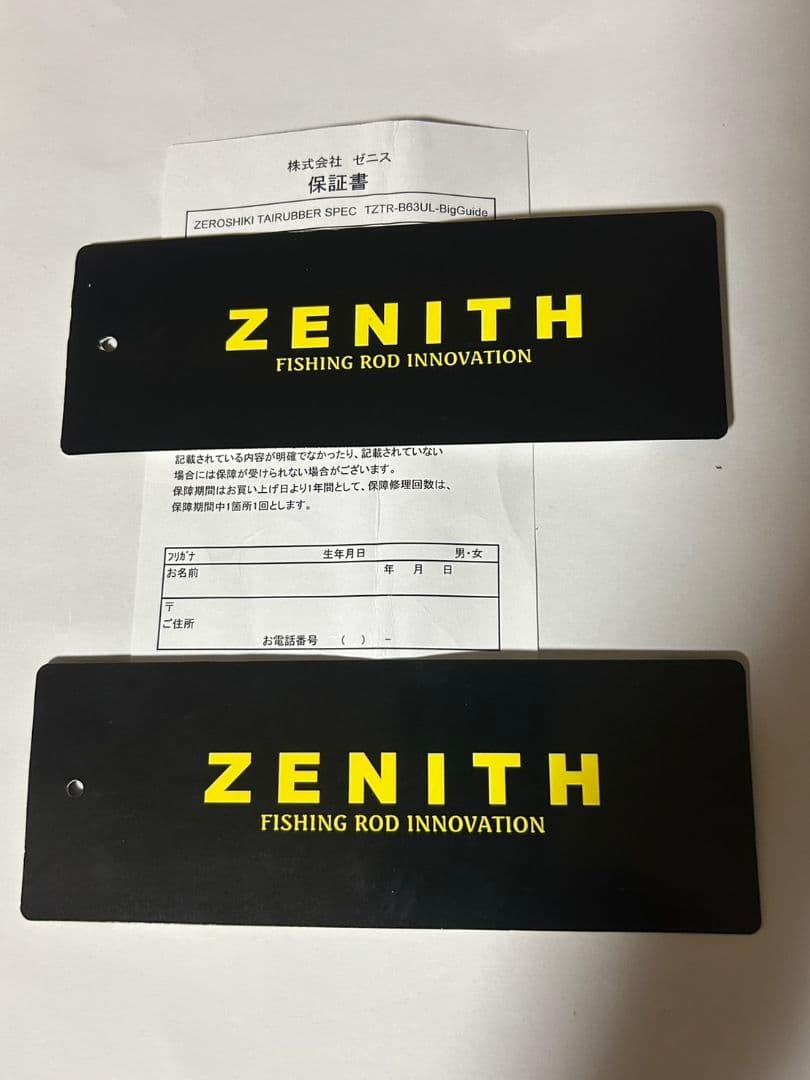 株式会社 ゼニス
保証書
ZEROSHIKI TAIRUBBER SPEC TZTR-B63UL-BigGuide
ZENITH
FISHING ROD INNOVATION
記載されている内容が明確でなかったり、記載されていない
場合には保障が受けられない場合がございます。
保障期間はお買い上げ日より1年間として、保障修理回数は、
保障期間中1箇所1回とします。
ﾌﾘｶﾞﾅ 生年月日 男・女
お名前 年 月 日
〒
ご住所
お電話番号 ( ) -
ZENITH
FISHING ROD INNOVATION